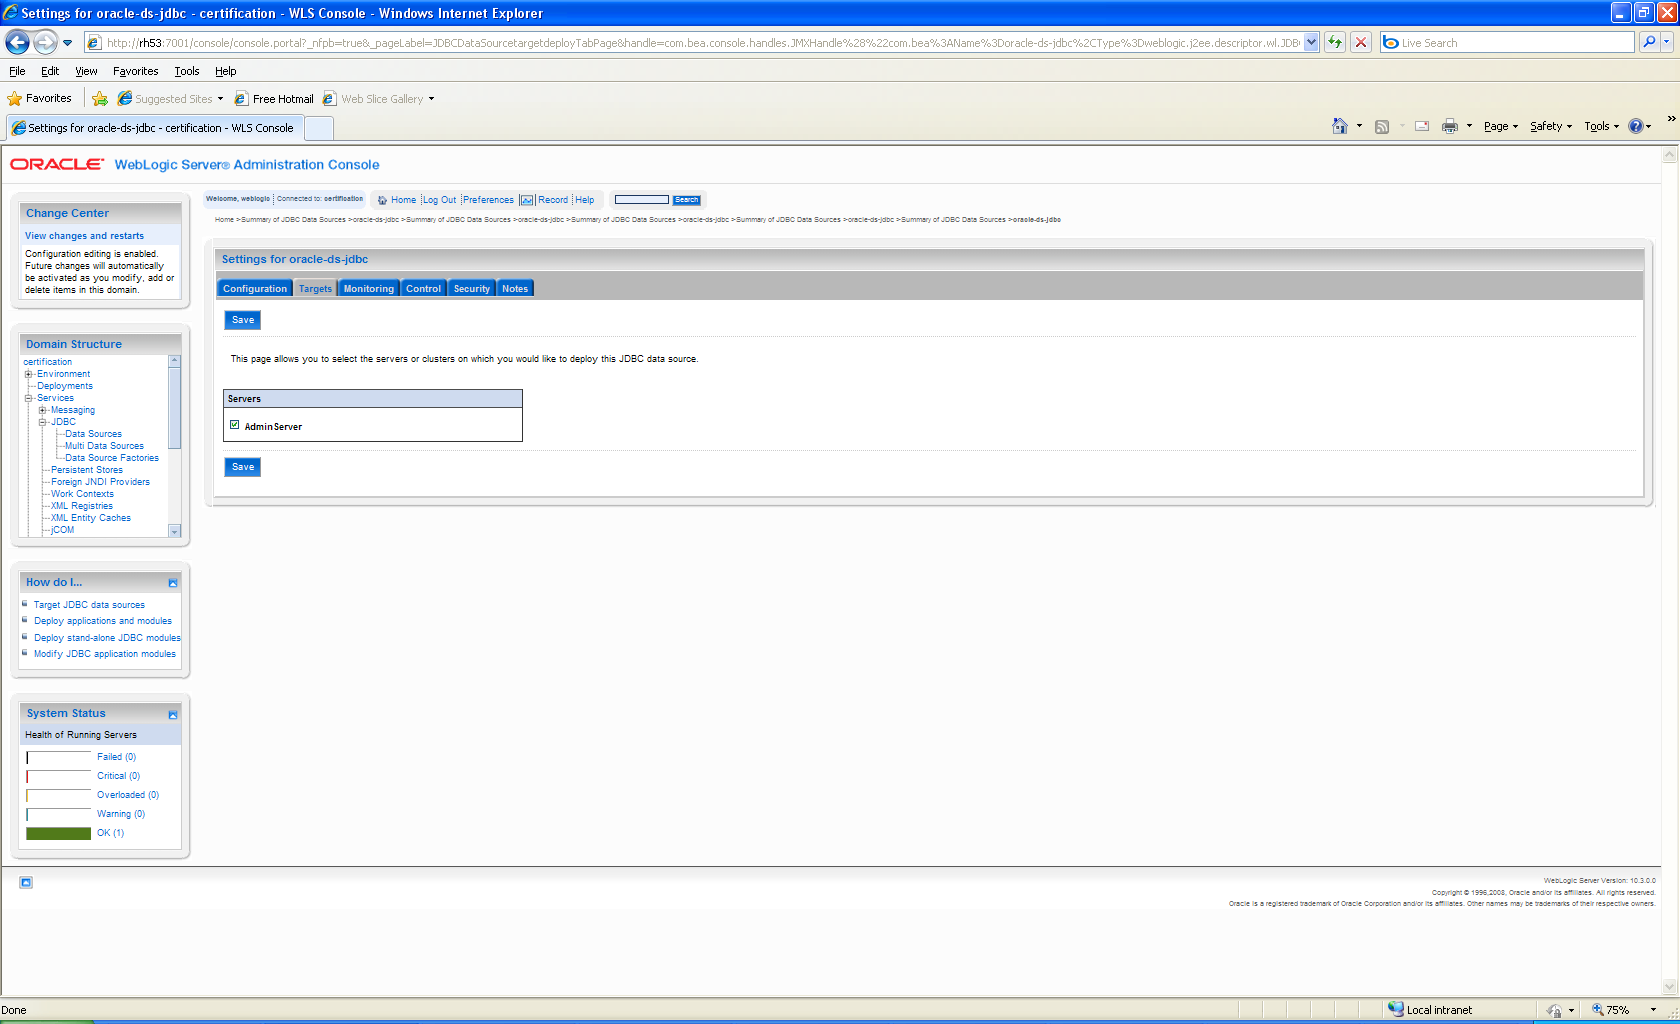 Settings for oracle-ds-jdbc - certification - WLS Console - Windows Internet Explorer
http://rh53:7001/console/console.portal?_nfpb=true&_pageLabel=JDBCDataSourcetargetdeployTabPage&handle=com.bea.console.handles.JMXHandle%28%22com.bea%3AName%3Doracle-ds-jdbc%2CType%3Dweblogic.j2ee.descriptor.wl.JDB
Live Search
File Edit View Favorites Tools Help
Favorites Suggested Sites Free Hotmail Web Slice Gallery
Settings for oracle-ds-jdbc - certification - WLS Console
Page Safety Tools
ORACLE WebLogic Server® Administration Console
Change Center
View changes and restarts
Configuration editing is enabled.
Future changes will automatically
be activated as you modify, add or
delete items in this domain.
Domain Structure
certification
Environment
Deployments
Services
Messaging
JDBC
Data Sources
Multi Data Sources
Data Source Factories
Persistent Stores
Foreign JNDI Providers
Work Contexts
XML Registries
XML Entity Caches
jCOM
How do I...
Target JDBC data sources
Deploy applications and modules
Deploy stand-alone JDBC modules
Modify JDBC application modules
System Status
Health of Running Servers
Failed (0)
Critical (0)
Overloaded (0)
Warning (0)
OK (1)
Welcome, weblogic Connected to: certification Home Log Out Preferences Record Help Search
Home >Summary of JDBC Data Sources >oracle-ds-jdbc >Summary of JDBC Data Sources >oracle-ds-jdbc >Summary of JDBC Data Sources >oracle-ds-jdbc >Summary of JDBC Data Sources >oracle-ds-jdbc >Summary of JDBC Data Sources >oracle-ds-jdbc
Settings for oracle-ds-jdbc
Configuration Targets Monitoring Control Security Notes
Save
This page allows you to select the servers or clusters on which you would like to deploy this JDBC data source.
Servers
AdminServer
Save
WebLogic Server Version: 10.3.0.0
Copyright © 1996,2008, Oracle and/or its affiliates. All rights reserved.
Oracle is a registered trademark of Oracle Corporation and/or its affiliates. Other names may be trademarks of their respective owners.
Done
Local intranet
75%